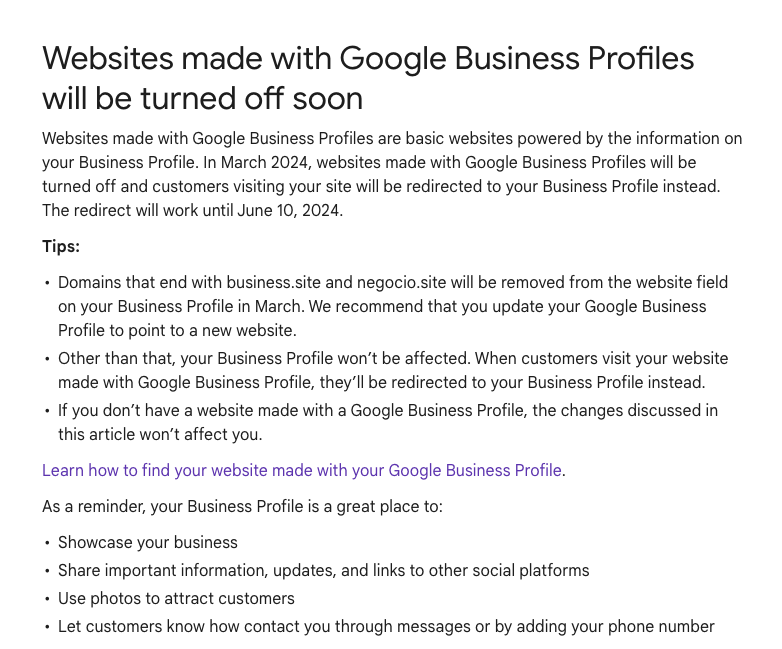 Websites made with Google Business Profiles
will be turned off soon
Websites made with Google Business Profiles are basic websites powered by the information on
your Business Profile. In March 2024, websites made with Google Business Profiles will be
turned off and customers visiting your site will be redirected to your Business Profile instead.
The redirect will work until June 10, 2024.
Tips:
• Domains that end with business.site and negocio.site will be removed from the website field
on your Business Profile in March. We recommend that you update your Google Business
Profile to point to a new website.
• Other than that, your Business Profile won’t be affected. When customers visit your website
made with Google Business Profile, they’ll be redirected to your Business Profile instead.
• If you don’t have a website made with a Google Business Profile, the changes discussed in
this article won’t affect you.
Learn how to find your website made with your Google Business Profile.
As a reminder, your Business Profile is a great place to:
• Showcase your business
• Share important information, updates, and links to other social platforms
• Use photos to attract customers
• Let customers know how contact you through messages or by adding your phone number